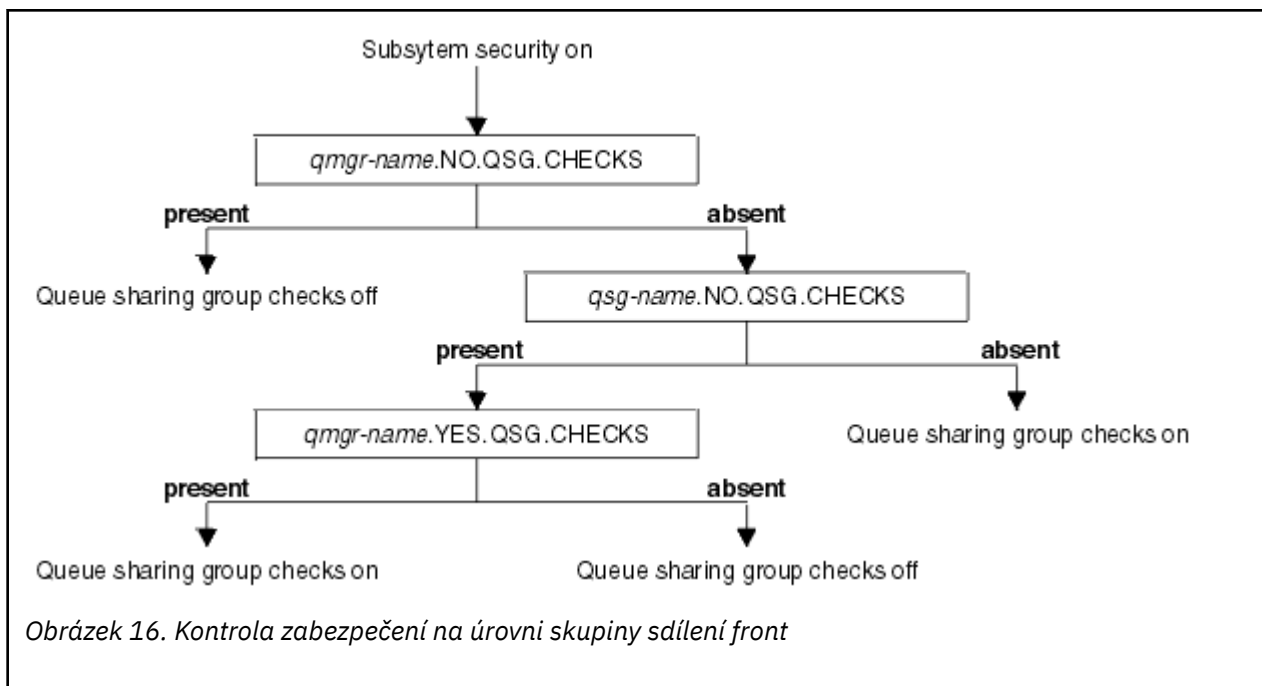 Subsytem security on
qmgr-name.NO.QSG.CHECKS
present
absent
Queue sharing group checks off
qsg-name.NO.QSG.CHECKS
present
absent
qmgr-name.YES.QSG.CHECKS
Queue sharing group checks on
present
absent
Queue sharing group checks on
Queue sharing group checks off
Obrázek 16. Kontrola zabezpečení na úrovni skupiny sdílení front